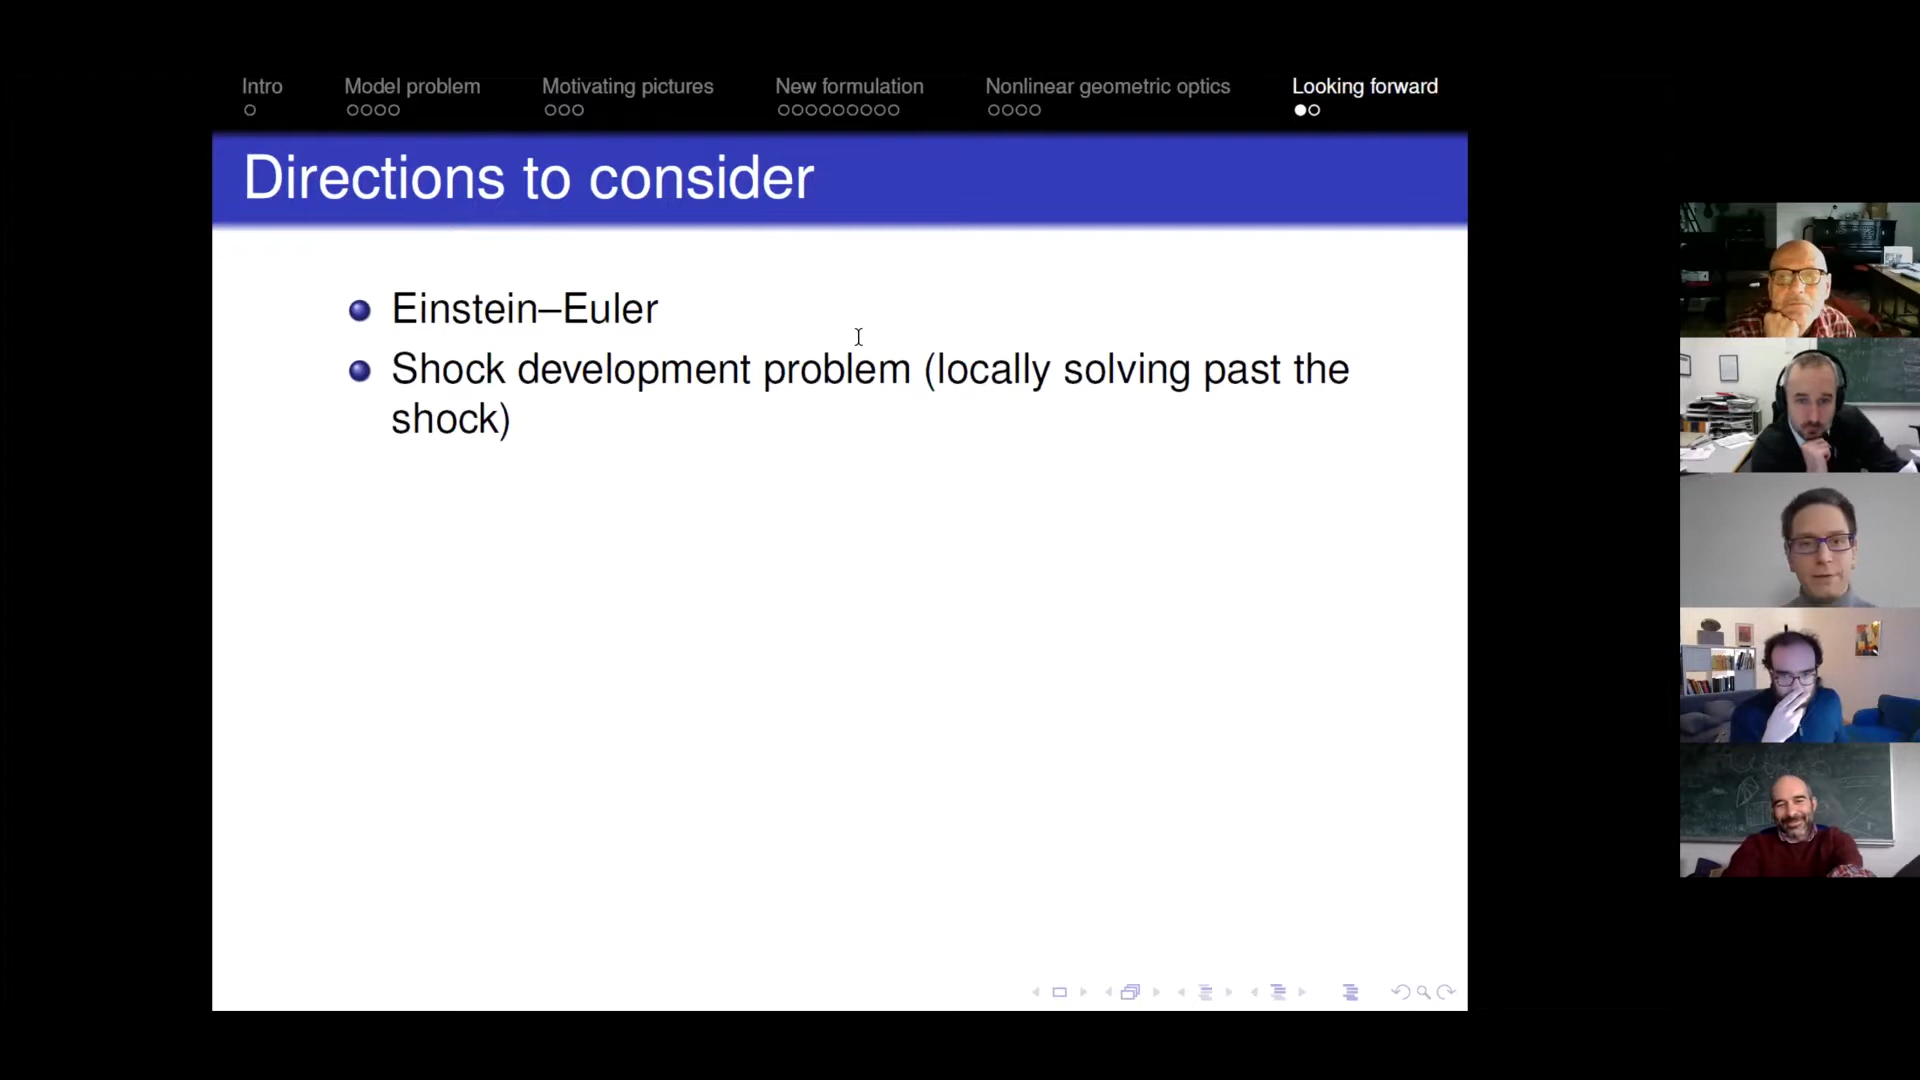 Intro
Model problem
Motivating pictures
New formulation
Nonlinear geometric optics
Looking forward
Directions to consider
Einstein–Euler
Shock development problem (locally solving past the
shock)